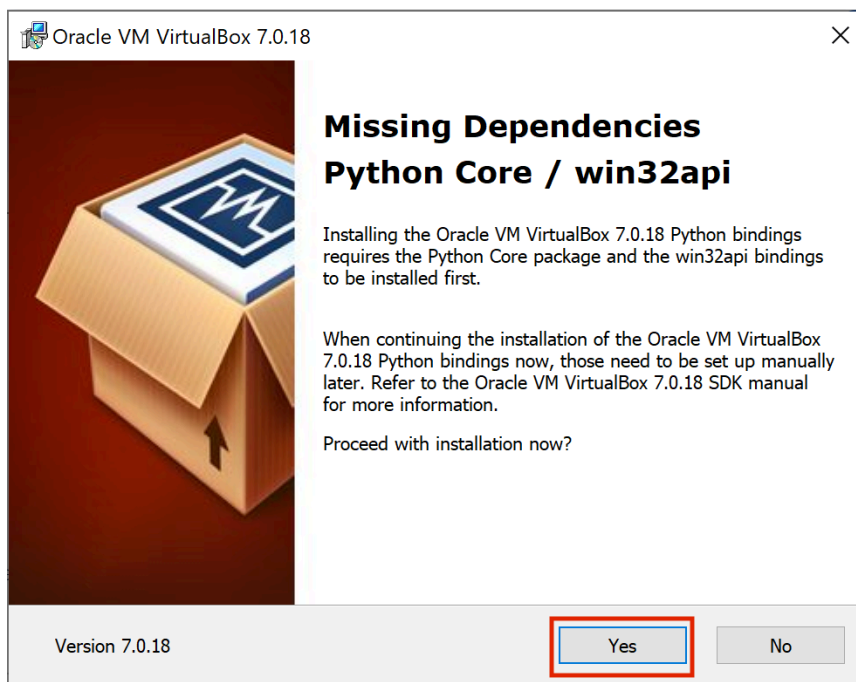 Oracle VM VirtualBox 7.0.18
Missing Dependencies
Python Core / win32api
Installing the Oracle VM VirtualBox 7.0.18 Python bindings
requires the Python Core package and the win32api bindings
to be installed first.
When continuing the installation of the Oracle VM VirtualBox
7.0.18 Python bindings now, those need to be set up manually
later. Refer to the Oracle VM VirtualBox 7.0.18 SDK manual
for more information.
Proceed with installation now?
Version 7.0.18
Yes
No